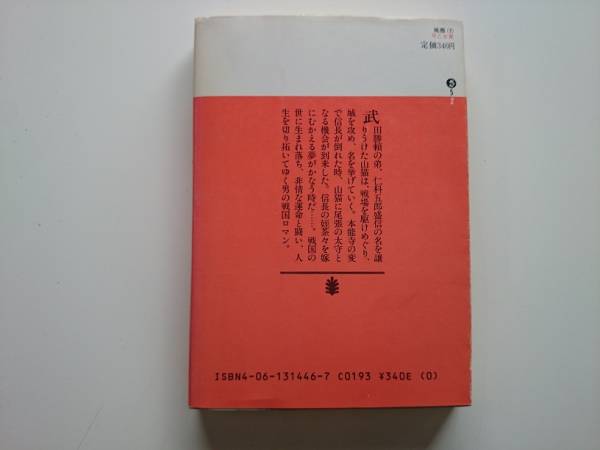 定価340円
武田勝頼の弟、仁科五郎盛信の名を譲
りうけた山猫は、戦場を駆けめぐり、
城を攻め、名を挙げていく。本能寺の変
で信長が倒れた時、山猫に尾張の太守と
なる機会が到来した。信長の姪茶々を嫁
にむかえる夢がかなう時だ……。戦国の
世に生まれ落ち、非情な運命と闘い、人
生を切り拓いてゆく男の戦国ロマン。
ISBN4-06-131446-7 C0193 ¥340E (0)